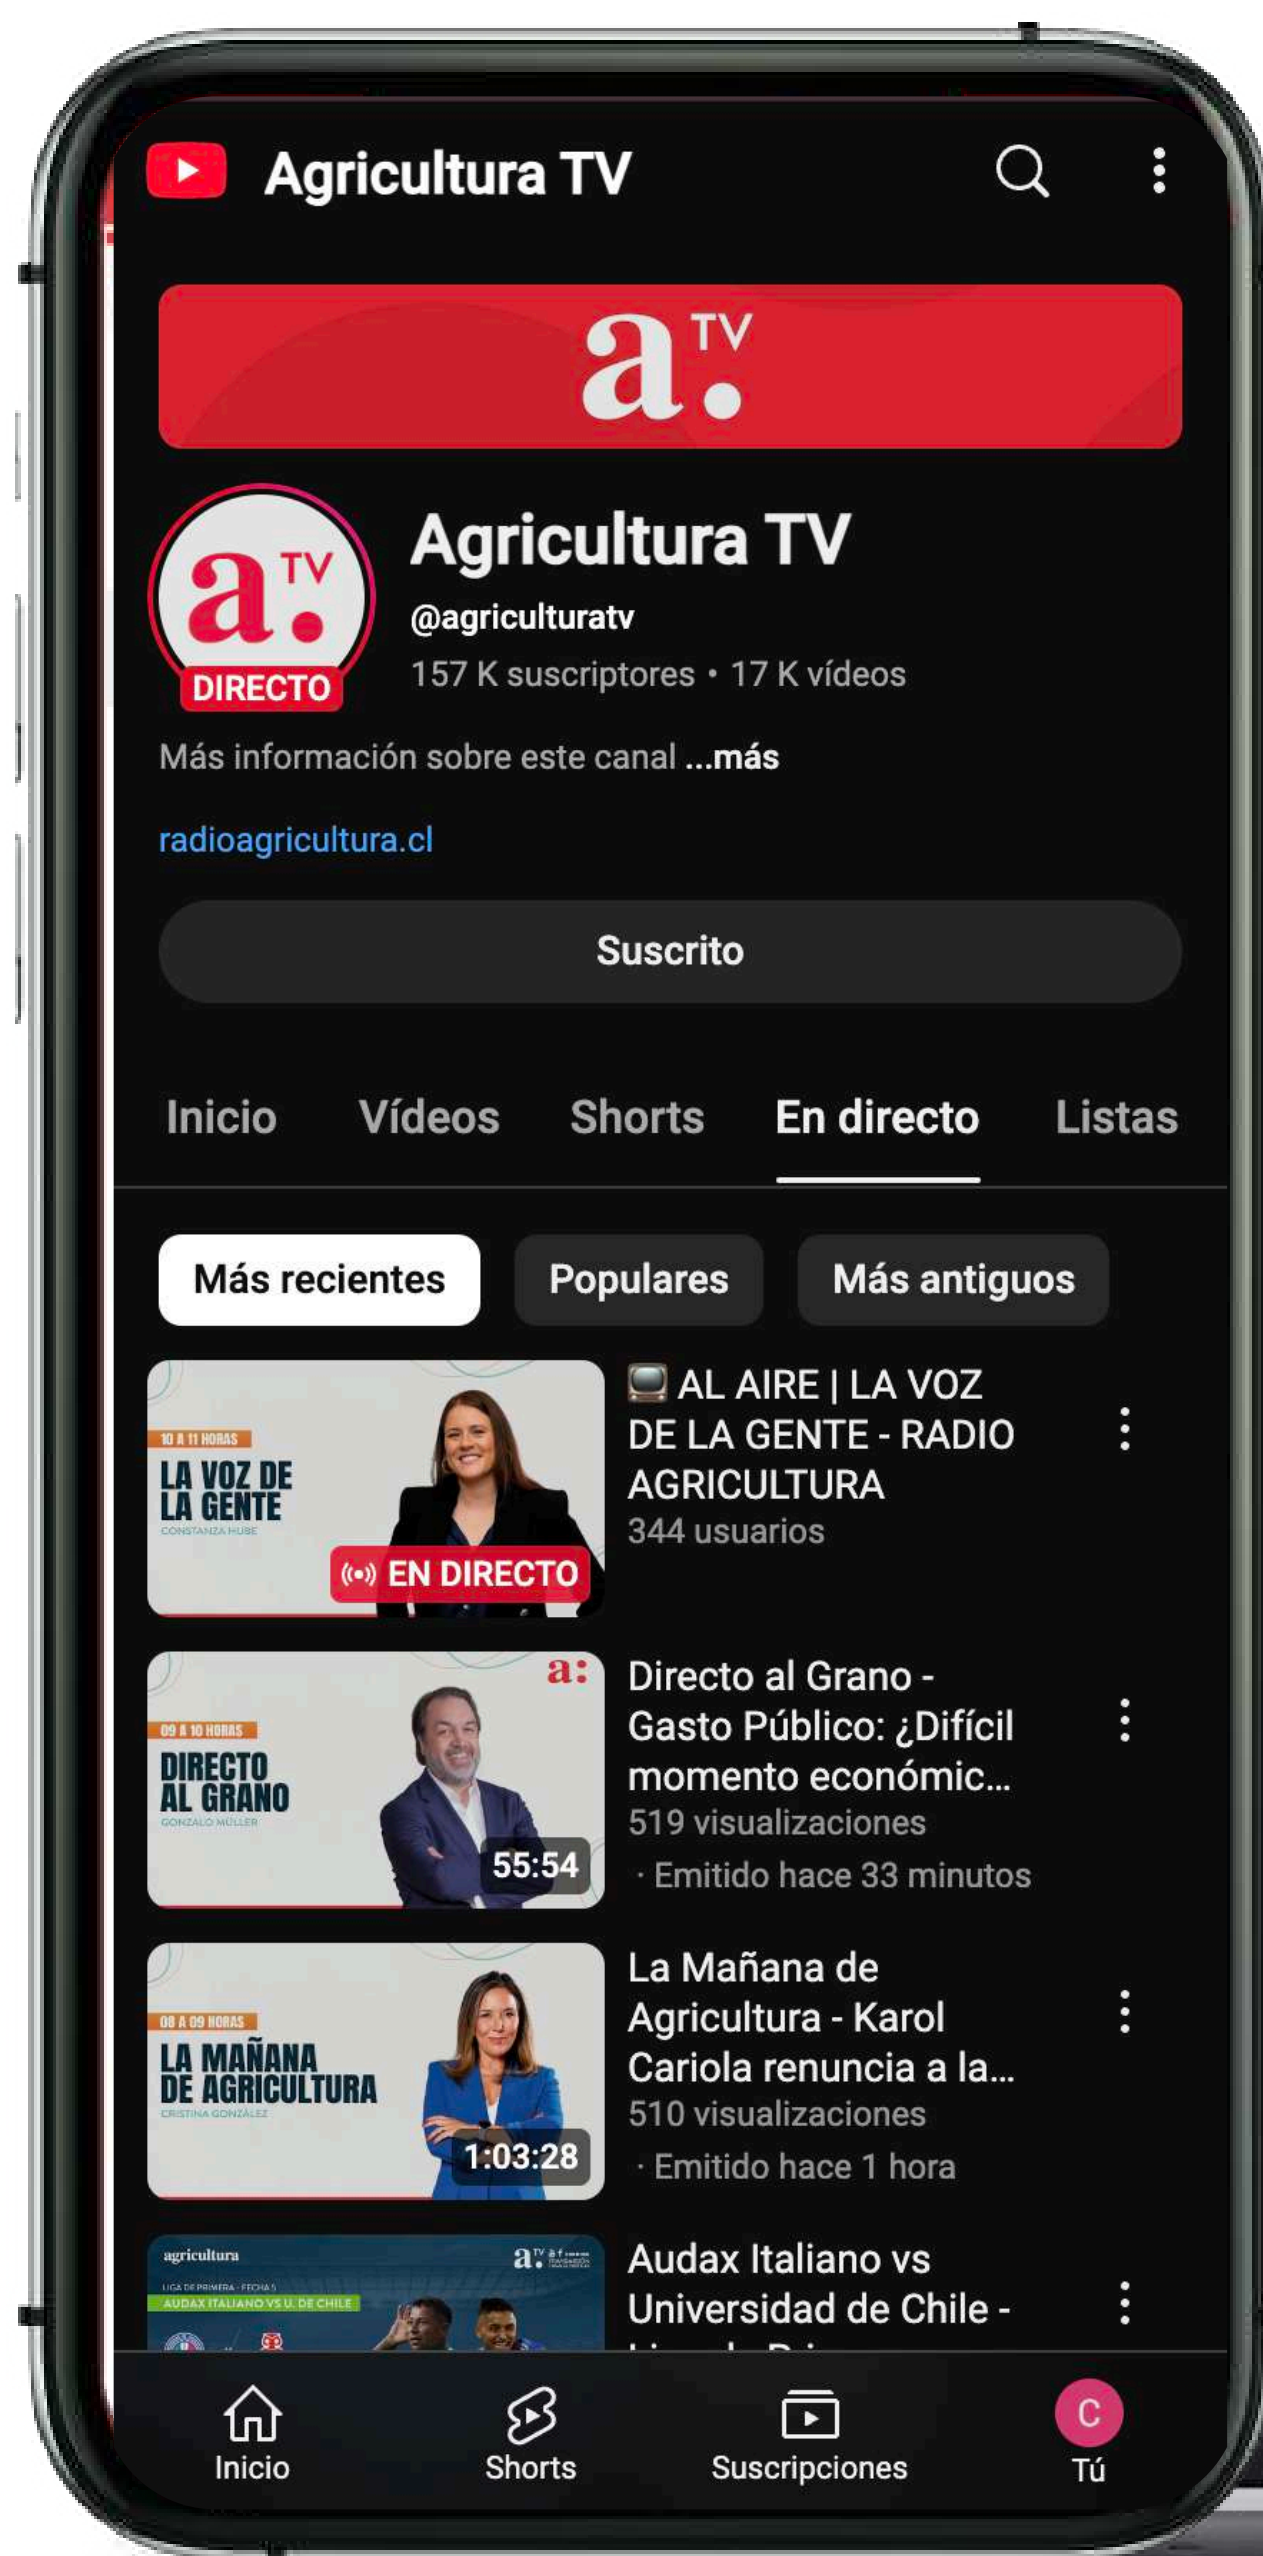 Agricultura TV
a. TV
a. TV
DIRECTO
Agricultura TV
@agriculturatv
157 K suscriptores • 17 K vídeos
Más información sobre este canal ...más
radioagricultura.cl
Suscrito
Inicio Vídeos Shorts En directo Listas
Más recientes Populares Más antiguos
10 A 11 HORAS
LA VOZ DE
LA GENTE
CONSTANZA HUBE
EN DIRECTO
📺 AL AIRE | LA VOZ
DE LA GENTE - RADIO
AGRICULTURA
344 usuarios
a:
09 A 10 HORAS
DIRECTO
AL GRANO
GONZALO MÜLLER
55:54
Directo al Grano -
Gasto Público: ¿Difícil
momento económic...
519 visualizaciones
· Emitido hace 33 minutos
08 A 09 HORAS
LA MAÑANA
DE AGRICULTURA
CRISTINA GONZÁLEZ
1:03:28
La Mañana de
Agricultura - Karol
Cariola renuncia a la...
510 visualizaciones
· Emitido hace 1 hora
agricultura
a. TV
LIGA DE PRIMERA - FECHA 5
AUDAX ITALIANO VS U. DE CHILE
Audax Italiano vs
Universidad de Chile -
Inicio Shorts Suscripciones C
Tú